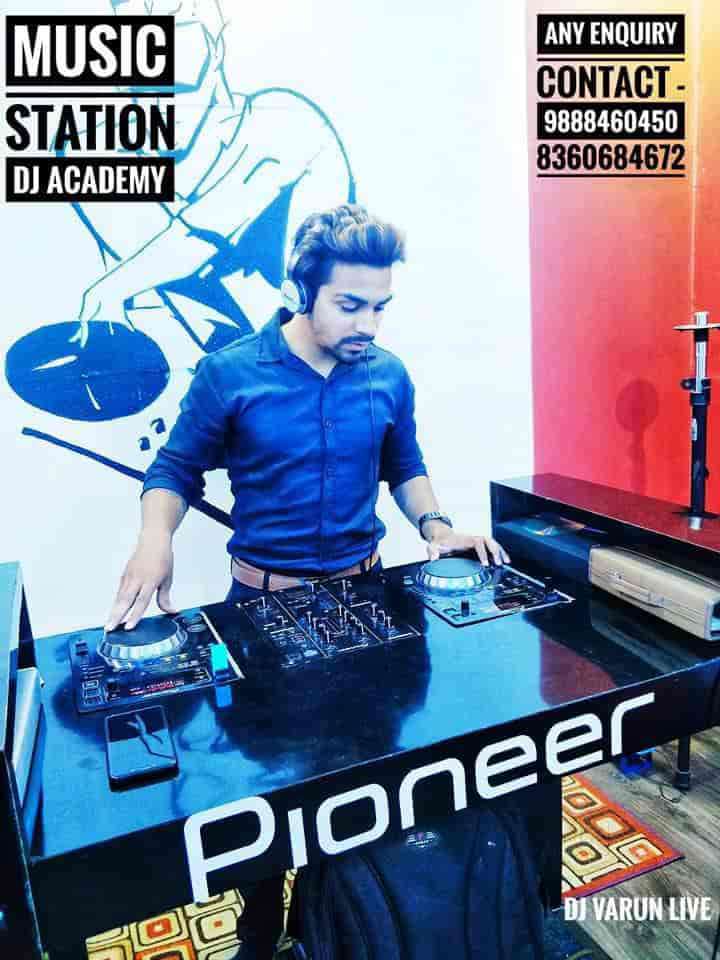 MUSIC
STATION
DJ ACADEMY
ANY ENQUIRY
CONTACT -
9888460450
8360684672
Pioneer
DJ VARUN LIVE